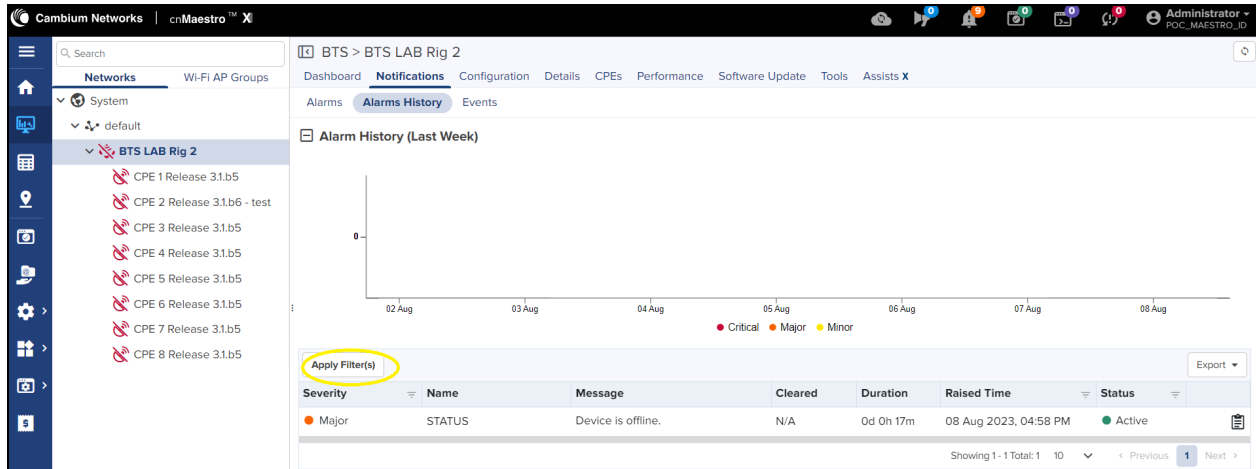 Cambium Networks | cnMaestro™ X
0 9 0 0 0 Administrator
POC_MAESTRO_ID
Search
Networks Wi-Fi AP Groups
System
default
BTS LAB Rig 2
CPE 1 Release 3.1.b5
CPE 2 Release 3.1.b6 - test
CPE 3 Release 3.1.b5
CPE 4 Release 3.1.b5
CPE 5 Release 3.1.b5
CPE 6 Release 3.1.b5
CPE 7 Release 3.1.b5
CPE 8 Release 3.1.b5
BTS > BTS LAB Rig 2
Dashboard Notifications Configuration Details CPEs Performance Software Update Tools Assists X
Alarms Alarms History Events
Alarm History (Last Week)
0
02 Aug 03 Aug 04 Aug 05 Aug 06 Aug 07 Aug 08 Aug
Critical Major Minor
Apply Filter(s) Export
Severity Name Message Cleared Duration Raised Time Status
Major STATUS Device is offline. N/A 0d 0h 17m 08 Aug 2023, 04:58 PM Active
Showing 1 - 1 Total: 1 10 < Previous 1 Next >